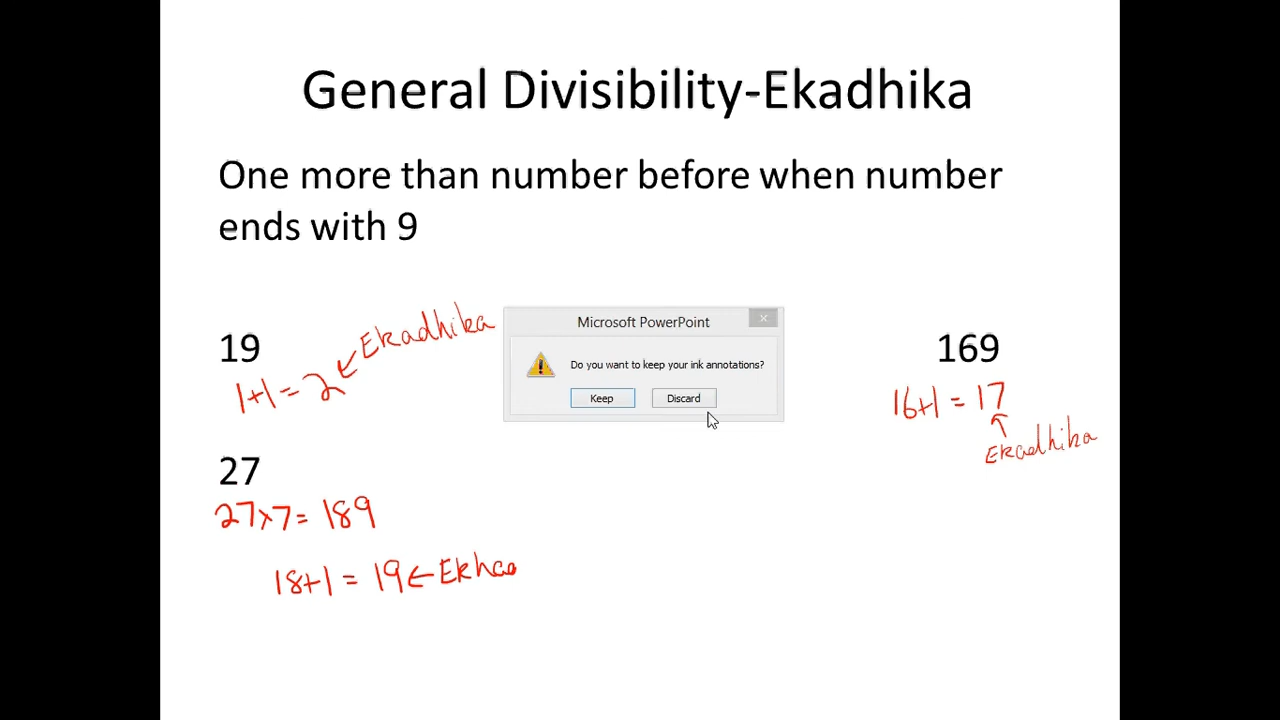 General Divisibility-Ekadhika
One more than number before when number
ends with 9
19
1+1=2 ← Ekadhika
Microsoft PowerPoint
Do you want to keep your ink annotations?
Keep Discard
169
16+1=17
↑
Ekadhika
27
27×7=189
18+1=19←Ekhaa